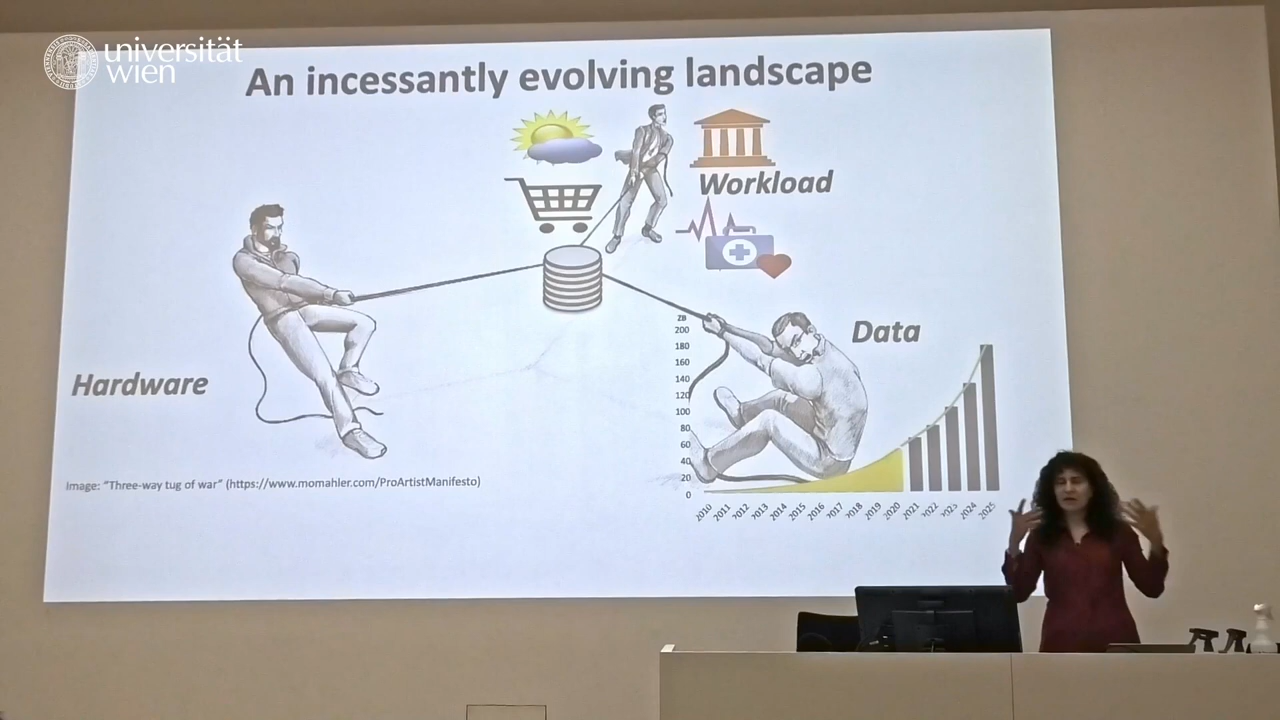 universität
wien
An incessantly evolving landscape
Workload
Hardware
Data
ZB
200
180
160
140
120
100
80
60
40
20
0
2010 2011 2012 2013 2014 2015 2016 2017 2018 2019 2020 2021 2022 2023 2024 2025
Image: "Three-way tug of war" (https://www.momahler.com/ProArtistManifesto)